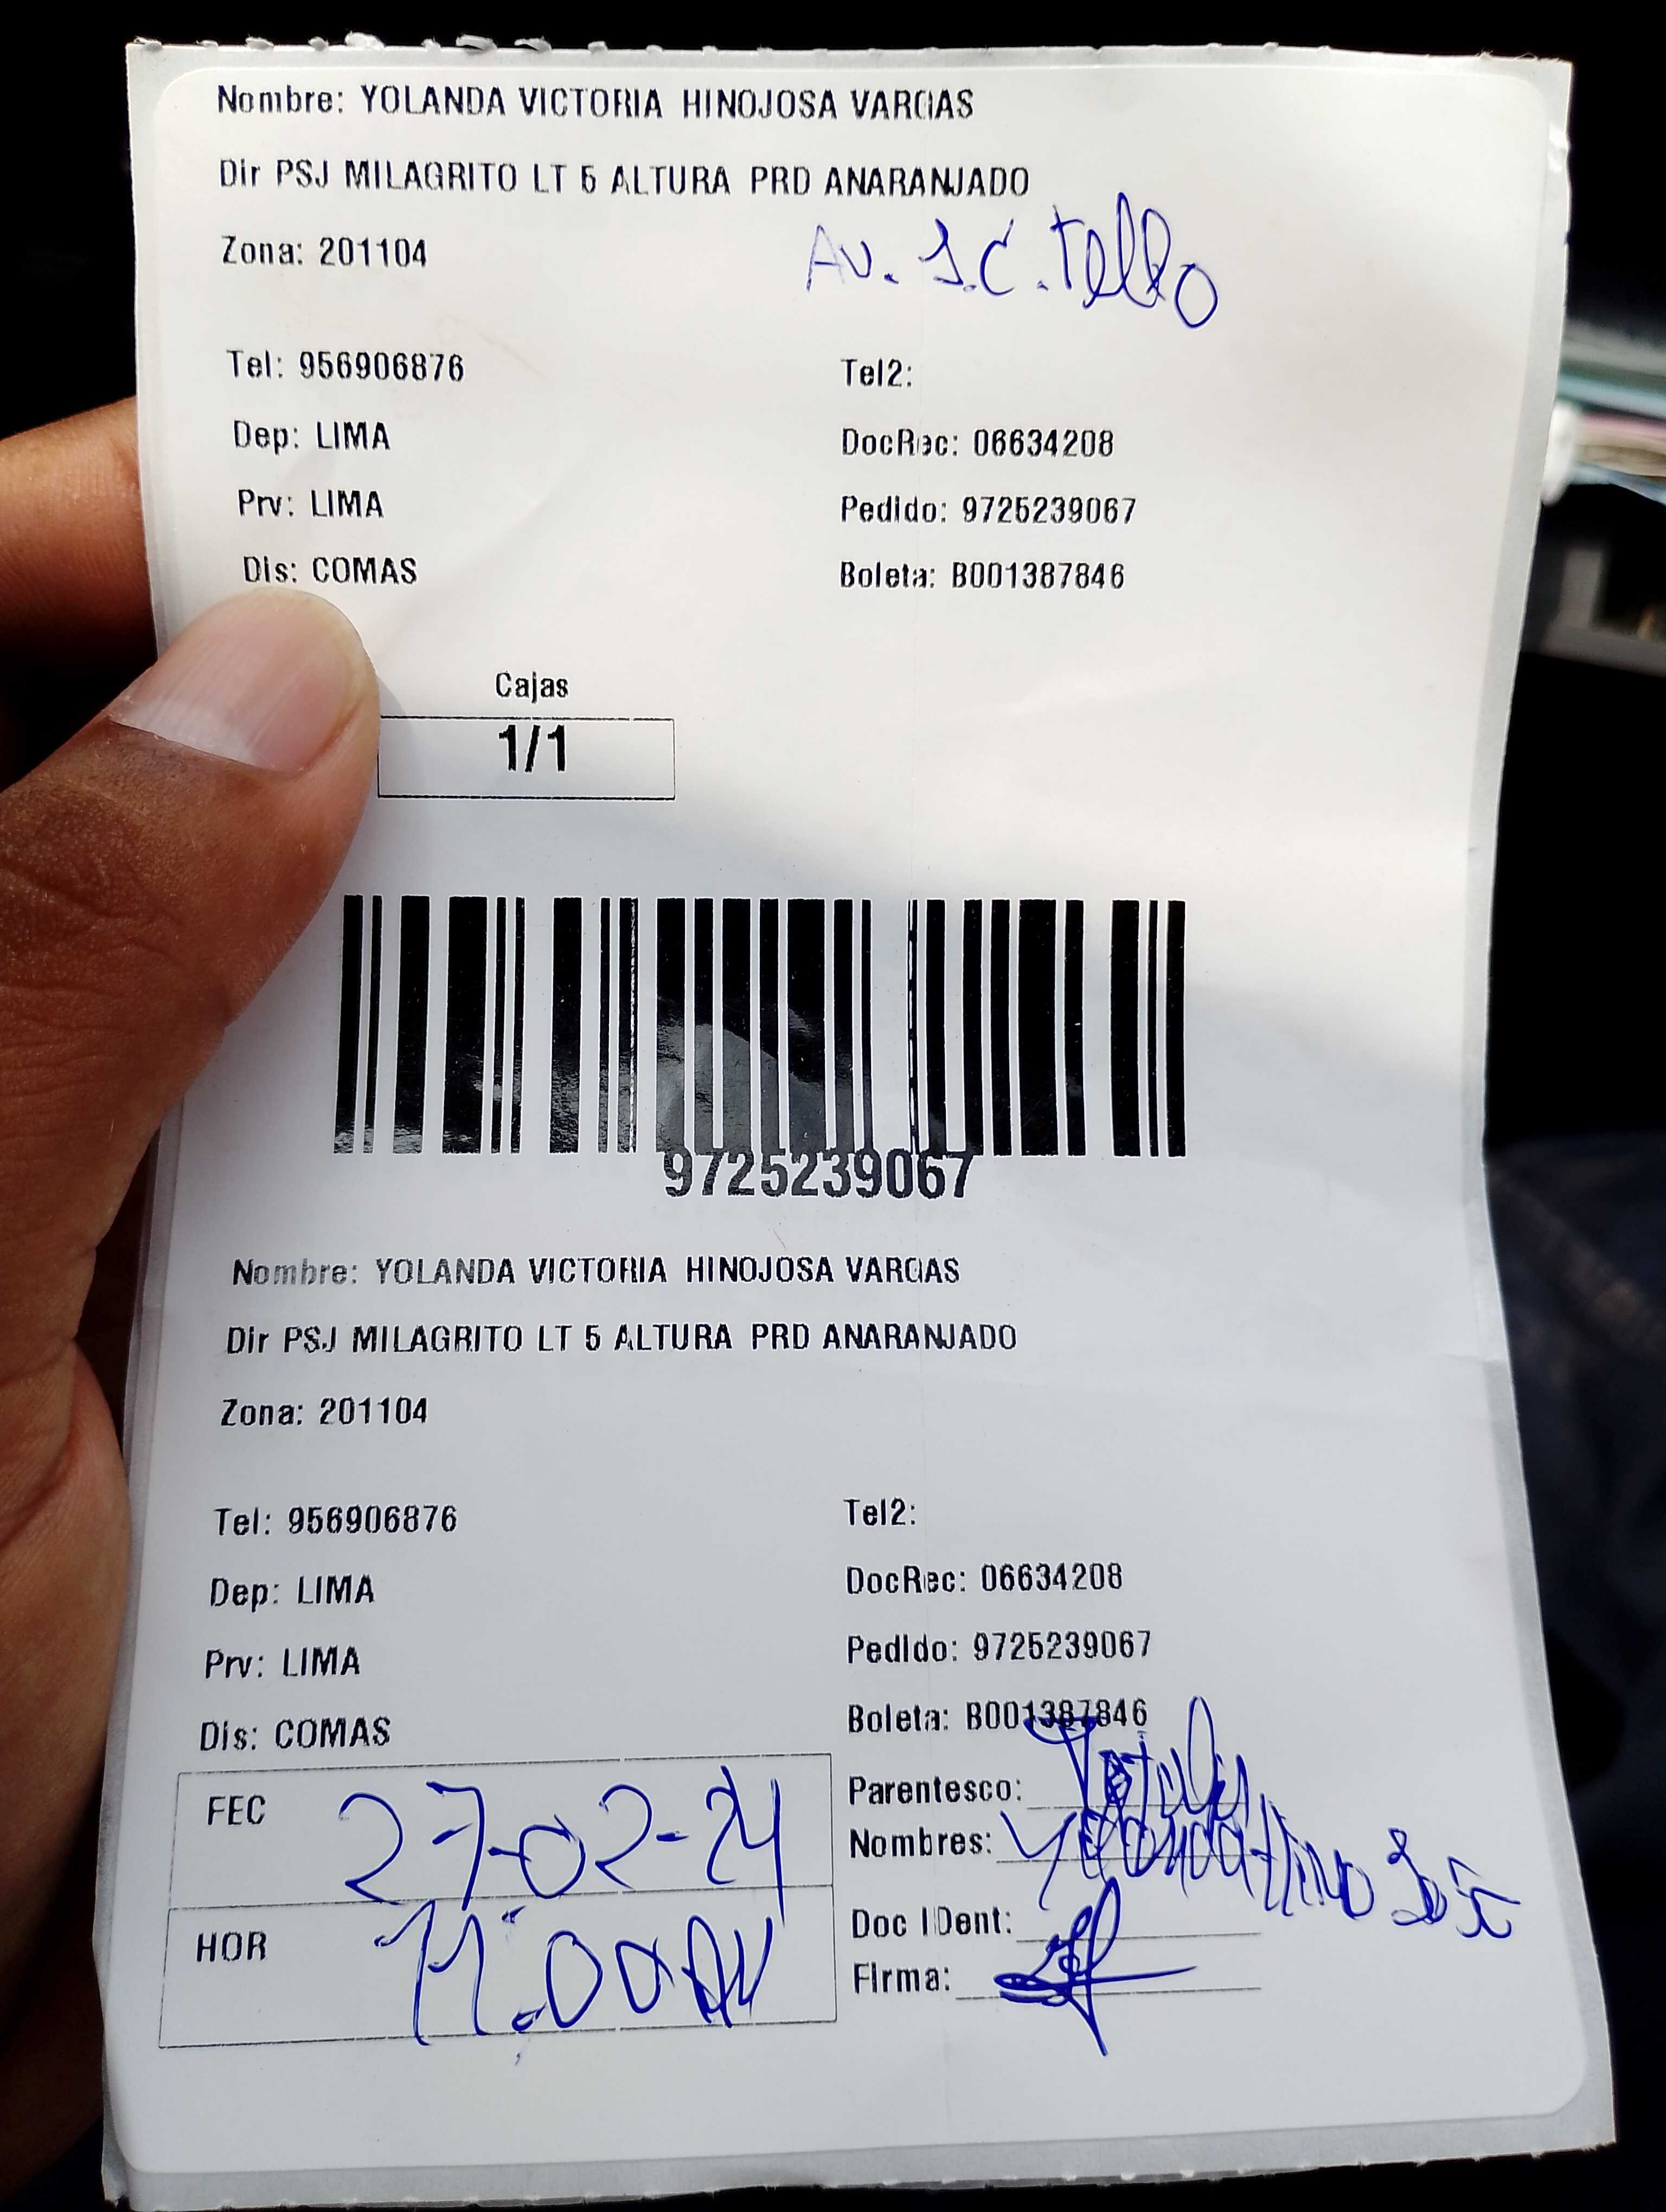 Nombre: YOLANDA VICTORIA HINOJOSA VARGAS
Dir PSJ MILAGRITO LT 5 ALTURA PRD ANARANJADO
Av. J.C. Tello
Zona: 201104
Tel: 956906876 Tel2:
Dep: LIMA DocRec: 06634208
Prv: LIMA Pedido: 9725239067
Dis: COMAS Boleta: B001387846
Cajas
1/1
9725239067
Nombre: YOLANDA VICTORIA HINOJOSA VARGAS
Dir PSJ MILAGRITO LT 5 ALTURA PRD ANARANJADO
Zona: 201104
Tel: 956906876 Tel2:
Dep: LIMA DocRec: 06634208
Prv: LIMA Pedido: 9725239067
Dis: COMAS Boleta: B001387846
FEC 27-02-24 Parentesco:
Nombres: Yolanda
HOR 11:00 AM Doc IDent:
Firma: